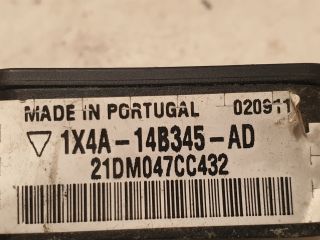 MADE IN PORTUGAL 020911
1X4A-14B345-AD
21DM047CC432